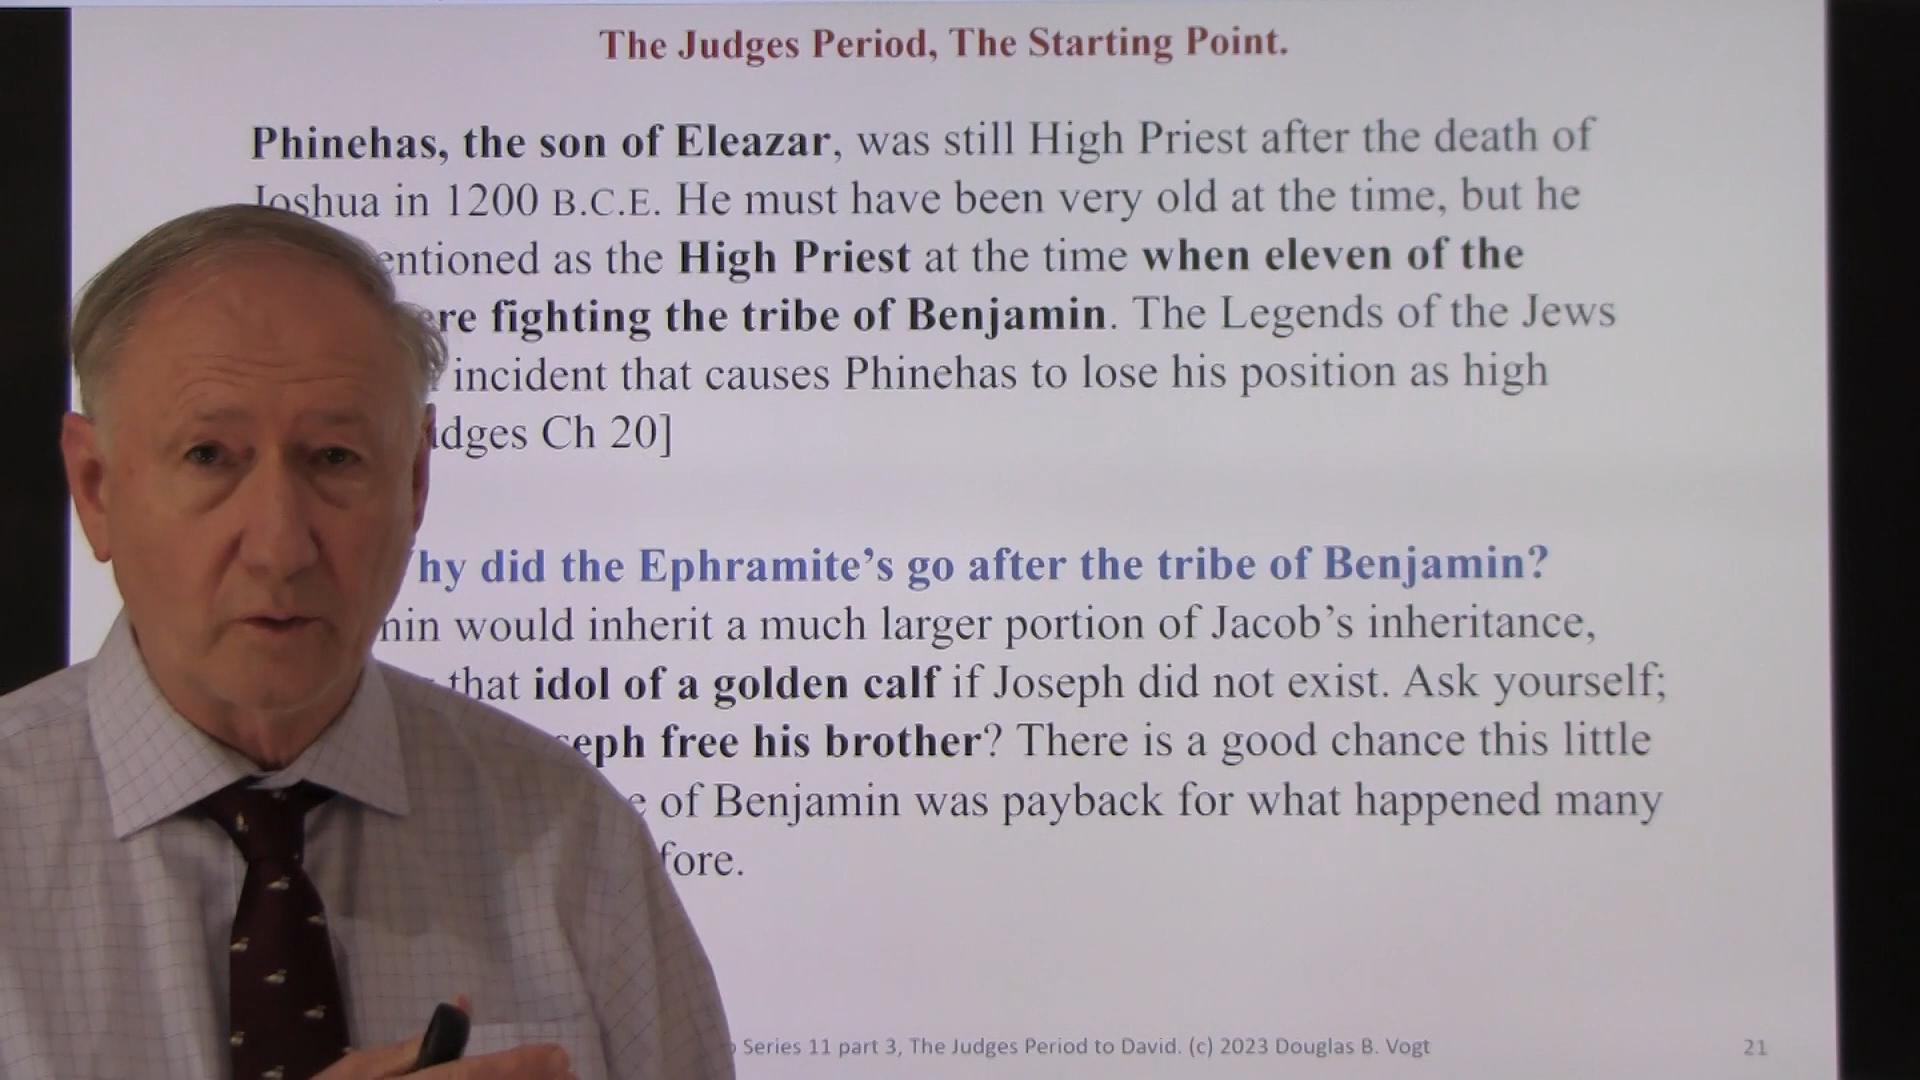 The Judges Period, The Starting Point.
Phinehas, the son of Eleazar, was still High Priest after the death of
Joshua in 1200 B.C.E. He must have been very old at the time, but he
entioned as the High Priest at the time when eleven of the
re fighting the tribe of Benjamin. The Legends of the Jews
incident that causes Phinehas to lose his position as high
dges Ch 20]
hy did the Ephramite’s go after the tribe of Benjamin?
min would inherit a much larger portion of Jacob’s inheritance,
that idol of a golden calf if Joseph did not exist. Ask yourself;
seph free his brother? There is a good chance this little
e of Benjamin was payback for what happened many
fore.
Series 11 part 3, The Judges Period to David. (c) 2023 Douglas B. Vogt
21